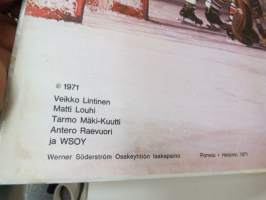 © 1971
Veikko Lintinen
Matti Louhi
Tarmo Mäki-Kuutti
Antero Raevuori
ja WSOY
Werner Söderström Osakeyhtiön laakapaino
Porvoo • Helsinki 1971